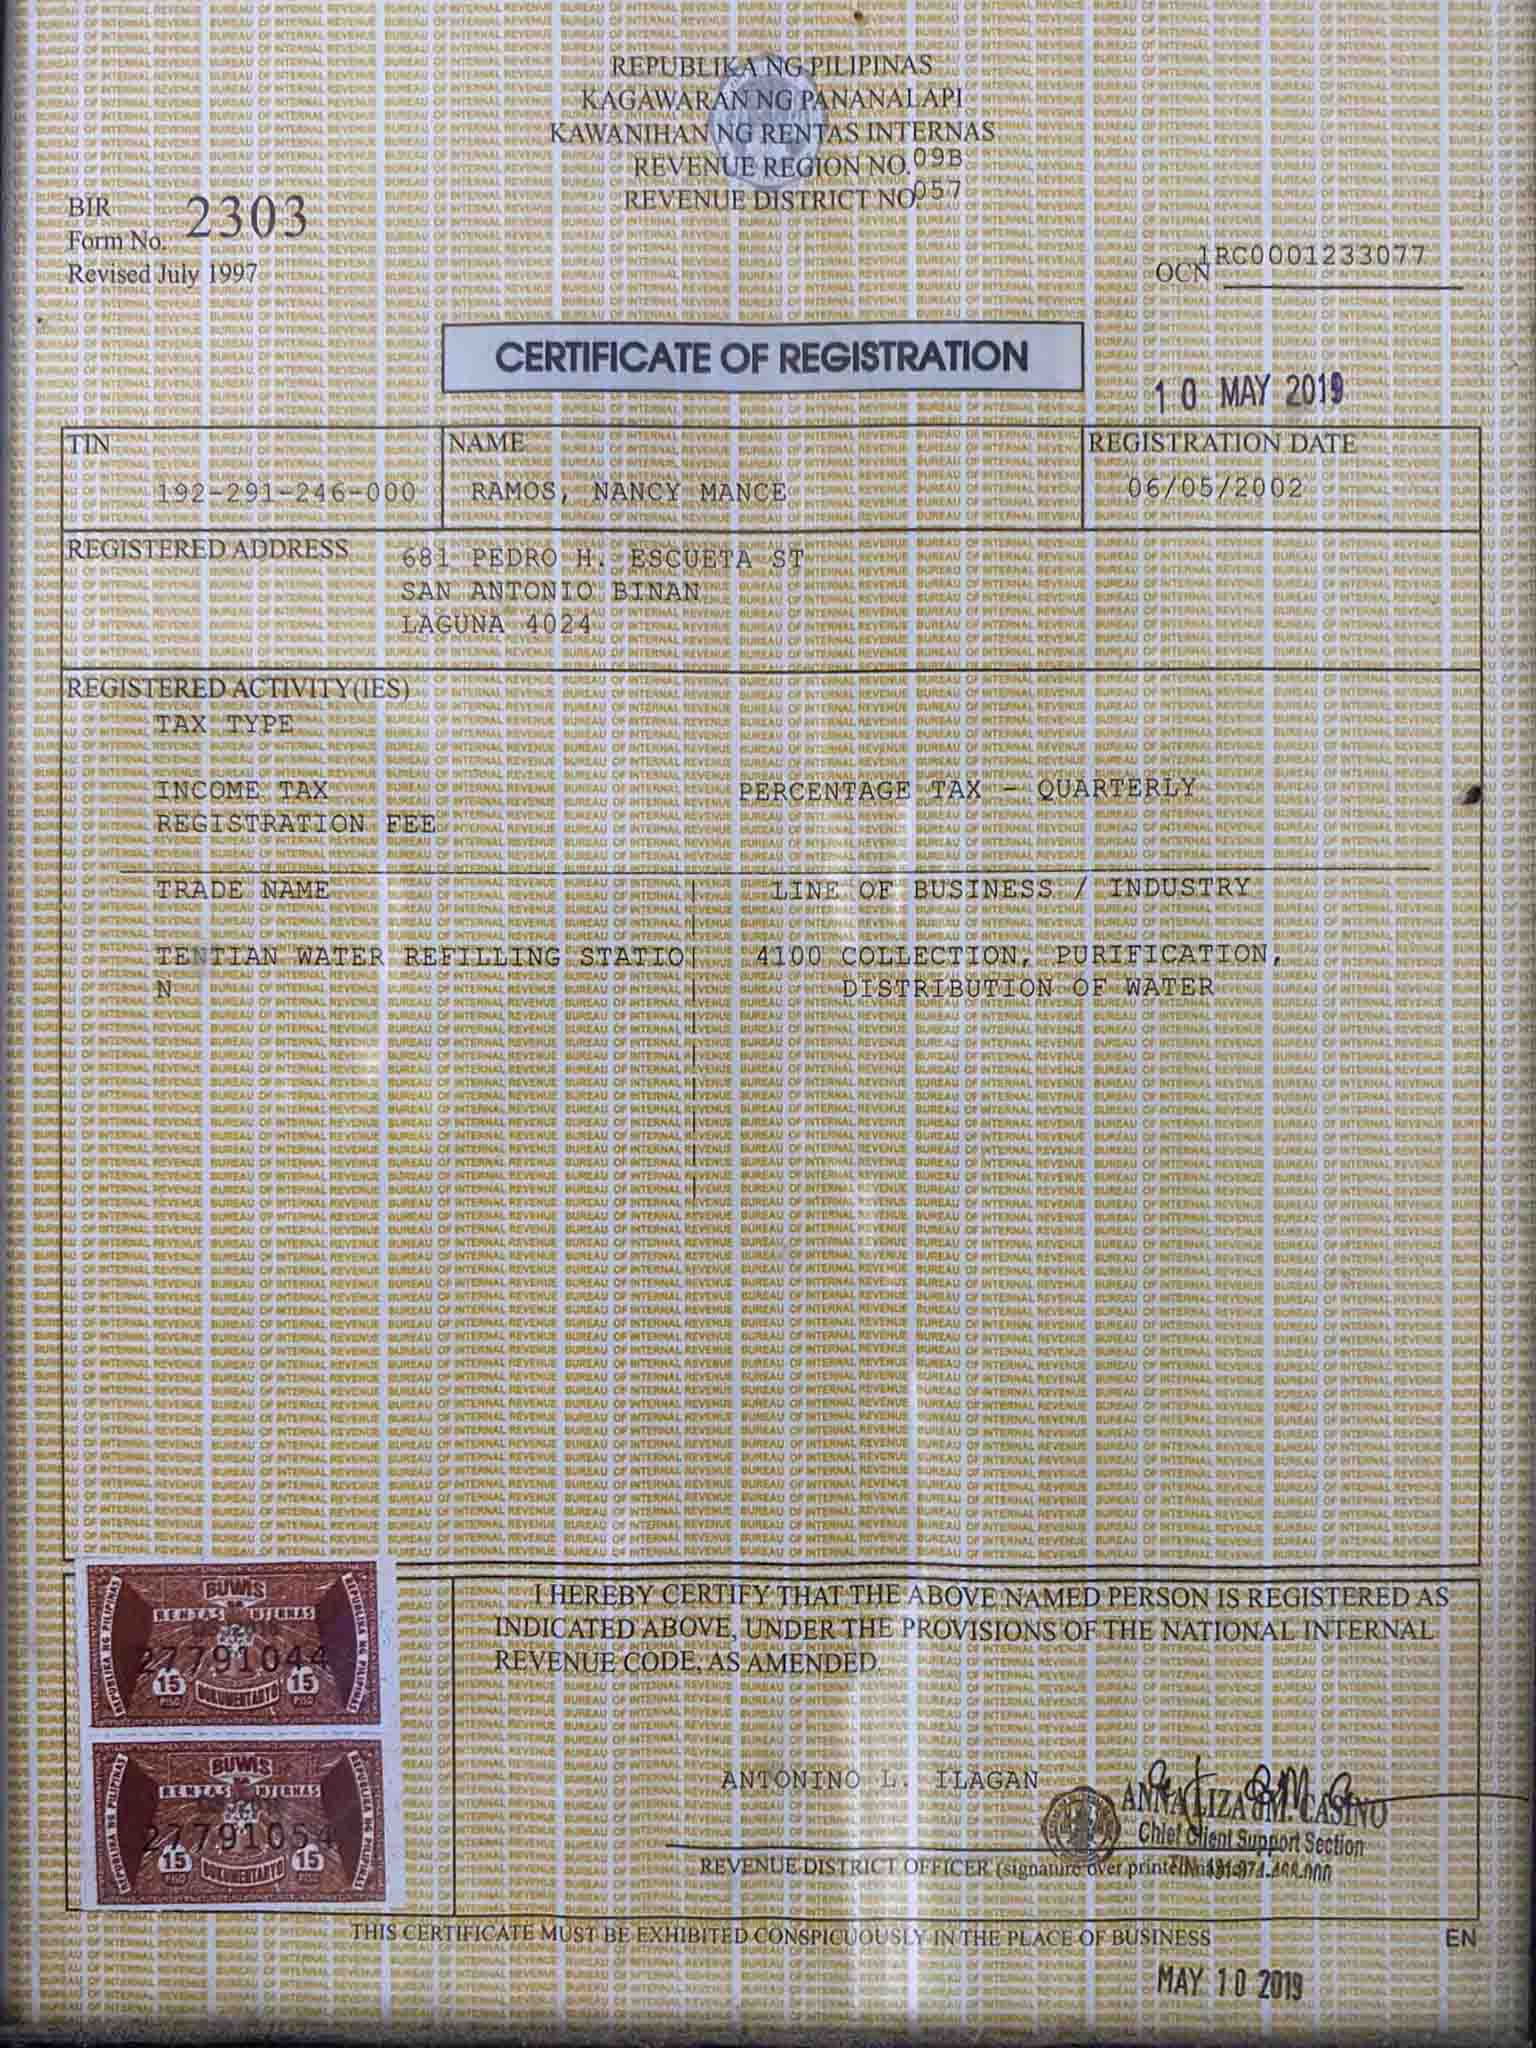 REPUBLIKA NG PILIPINAS
KAGAWARAN NG PANANALAPI
KAWANIHAN NG RENTAS INTERNAS
REVENUE REGION NO. 09B
REVENUE DISTRICT NO 057
BIR
Form No. 2303
Revised July 1997
OCN 1RC0001233077
CERTIFICATE OF REGISTRATION
10 MAY 2019
TIN NAME REGISTRATION DATE
192-291-246-000 RAMOS, NANCY MANCE 06/05/2002
REGISTERED ADDRESS 681 PEDRO H. ESCUETA ST
SAN ANTONIO BINAN
LAGUNA 4024
REGISTERED ACTIVITY(IES)
TAX TYPE
INCOME TAX PERCENTAGE TAX - QUARTERLY
REGISTRATION FEE
TRADE NAME LINE OF BUSINESS / INDUSTRY
TENTIAN WATER REFILLING STATIO 4100 COLLECTION, PURIFICATION,
N DISTRIBUTION OF WATER
BUWIS
RENTAS INTERNAS
REPUBLIKA NG PILIPINAS
REPUBLIKA NG PILIPINAS
27791044
15 15
PISO DOKUMENTARYO PISO
BUWIS
RENTAS INTERNAS
REPUBLIKA NG PILIPINAS
REPUBLIKA NG PILIPINAS
27791054
15 15
PISO DOKUMENTARYO PISO
I HEREBY CERTIFY THAT THE ABOVE NAMED PERSON IS REGISTERED AS
INDICATED ABOVE, UNDER THE PROVISIONS OF THE NATIONAL INTERNAL
REVENUE CODE, AS AMENDED.
ANTONINO L. ILAGAN
ANNA LIZA M. CASINO
Chief Client Support Section
REVENUE DISTRICT OFFICER (signature over printed
THIS CERTIFICATE MUST BE EXHIBITED CONSPICUOUSLY IN THE PLACE OF BUSINESS EN
MAY 10 2019